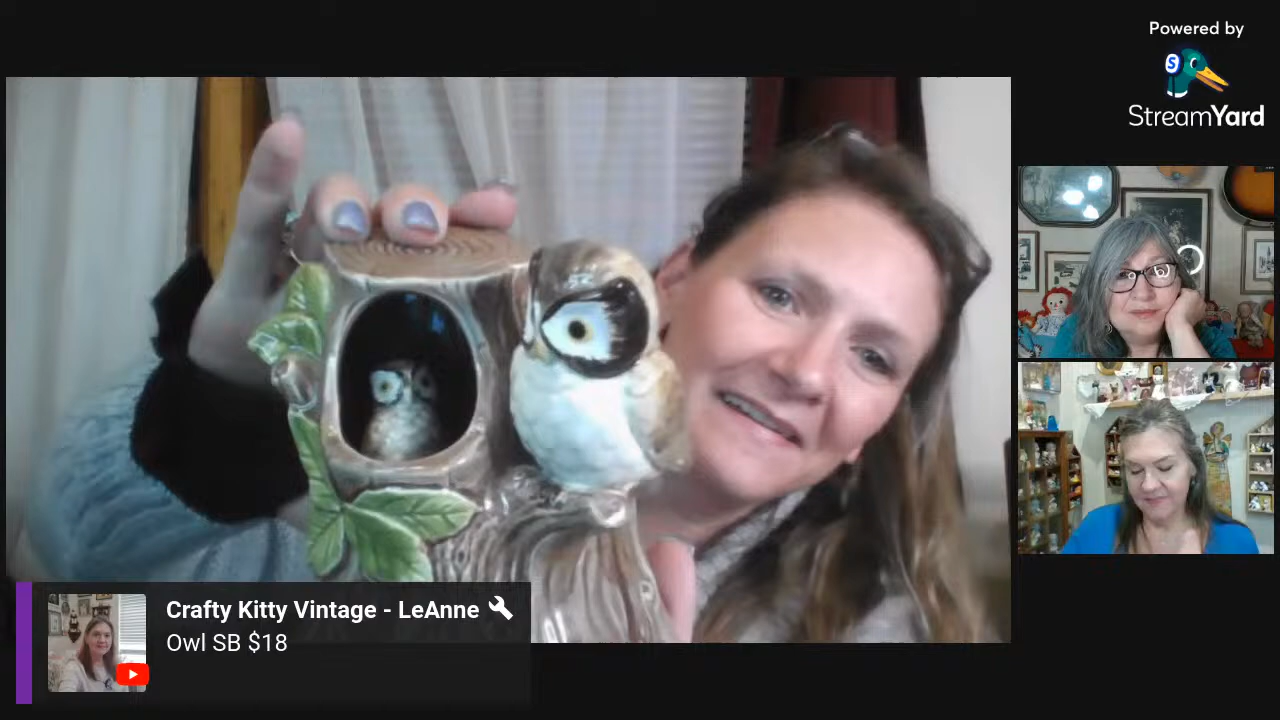 Powered by
S
StreamYard
Crafty Kitty Vintage - LeAnne
Owl SB $18